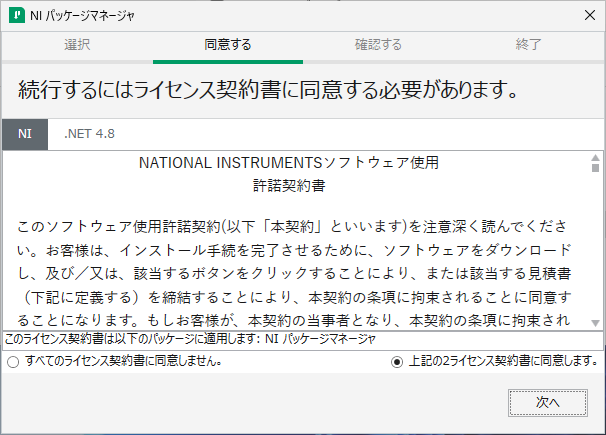 NI パッケージマネージャ
選択
同意する
確認する
終了
続行するにはライセンス契約書に同意する必要があります。
NI
.NET 4.8
NATIONAL INSTRUMENTSソフトウェア使用
許諾契約書
このソフトウェア使用許諾契約(以下「本契約」といいます)を注意深く読んでくださ
い。お客様は、インストール手続を完了させるために、ソフトウェアをダウンロード
し、及び／又は、該当するボタンをクリックすることにより、または該当する見積書
（下記に定義する）を締結することにより、本契約の条項に拘束されることに同意す
ることになります。もしお客様が、本契約の当事者となり、本契約の条項に拘束され
このライセンス契約書は以下のパッケージに適用します: NI パッケージマネージャ
すべてのライセンス契約書に同意しません。
上記の2ライセンス契約書に同意します。
次へ